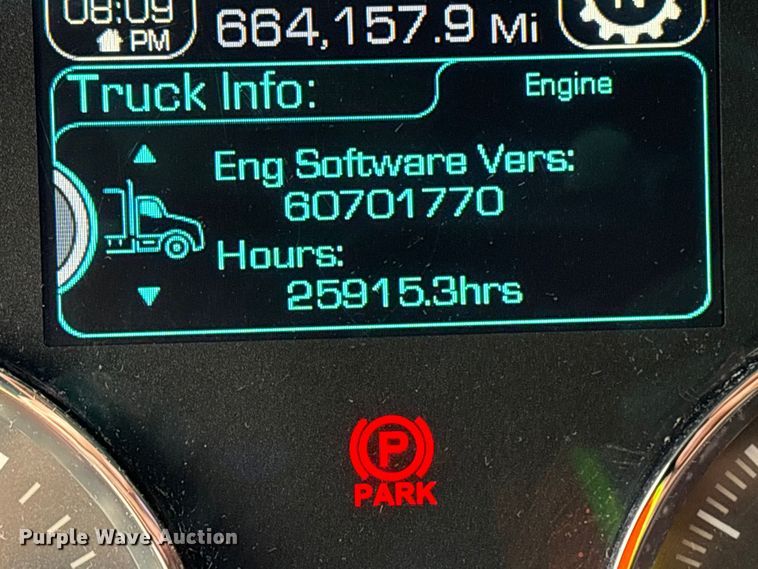 08:09
PM
664,157.9 Mi
Truck Info:
Engine
Eng Software Vers:
60701770
Hours:
25915.3hrs
P
PARK
Purple Wave Auction